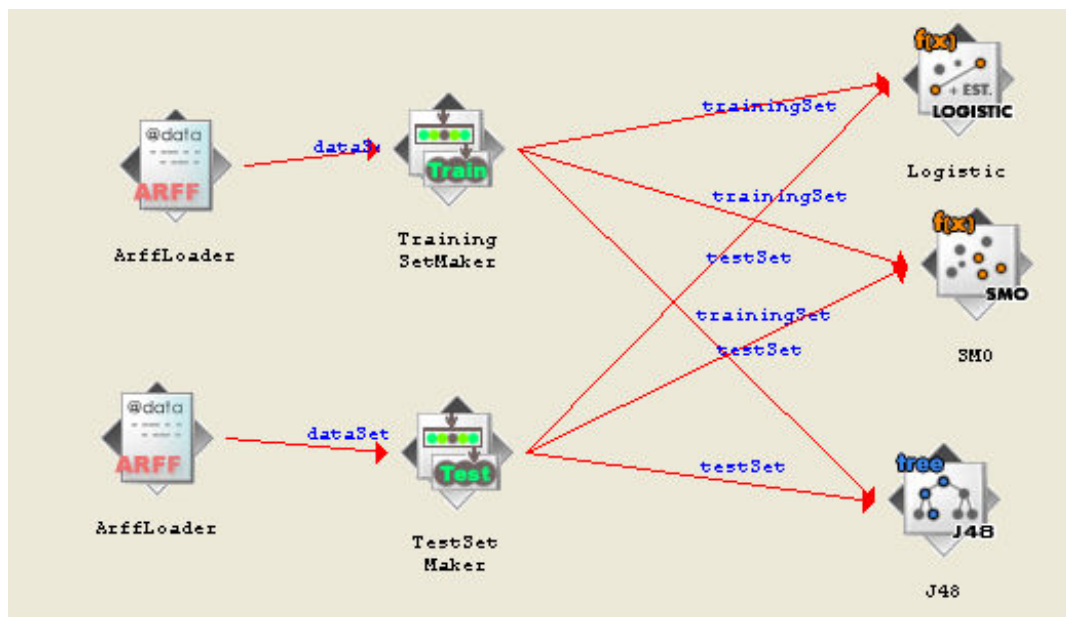 f(x)
+ EST.
LOGISTIC
Logistic
trainingSet
@data
ARFF
ArffLoader
Train
Training
SetMaker
trainingSet
f(x)
SMO
SMO
testSet
trainingSet
testSet
@data
ARFF
ArffLoader
dataSet
Test
TestSet
Maker
testSet
tree
J48
J48